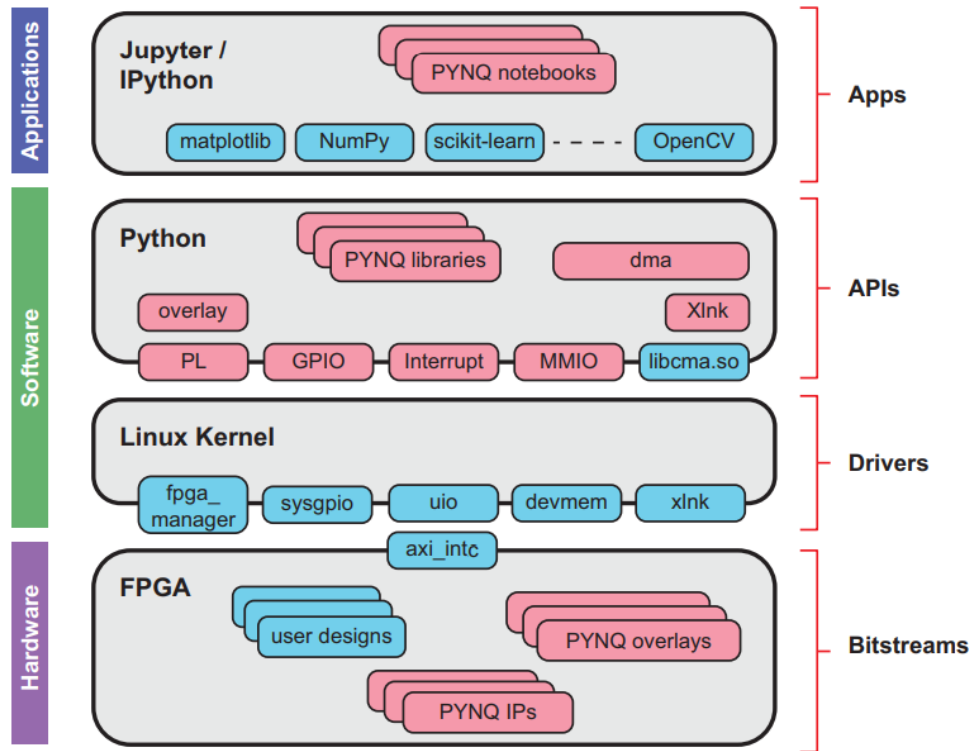 Applications
Jupyter /
IPython
PYNQ notebooks
matplotlib
NumPy
scikit-learn
OpenCV
Apps
Software
Python
PYNQ libraries
dma
overlay
Xlnk
PL
GPIO
Interrupt
MMIO
libcma.so
APIs
Linux Kernel
fpga_
manager
sysgpio
uio
devmem
xlnk
Drivers
Hardware
axi_intc
FPGA
user designs
PYNQ overlays
PYNQ IPs
Bitstreams